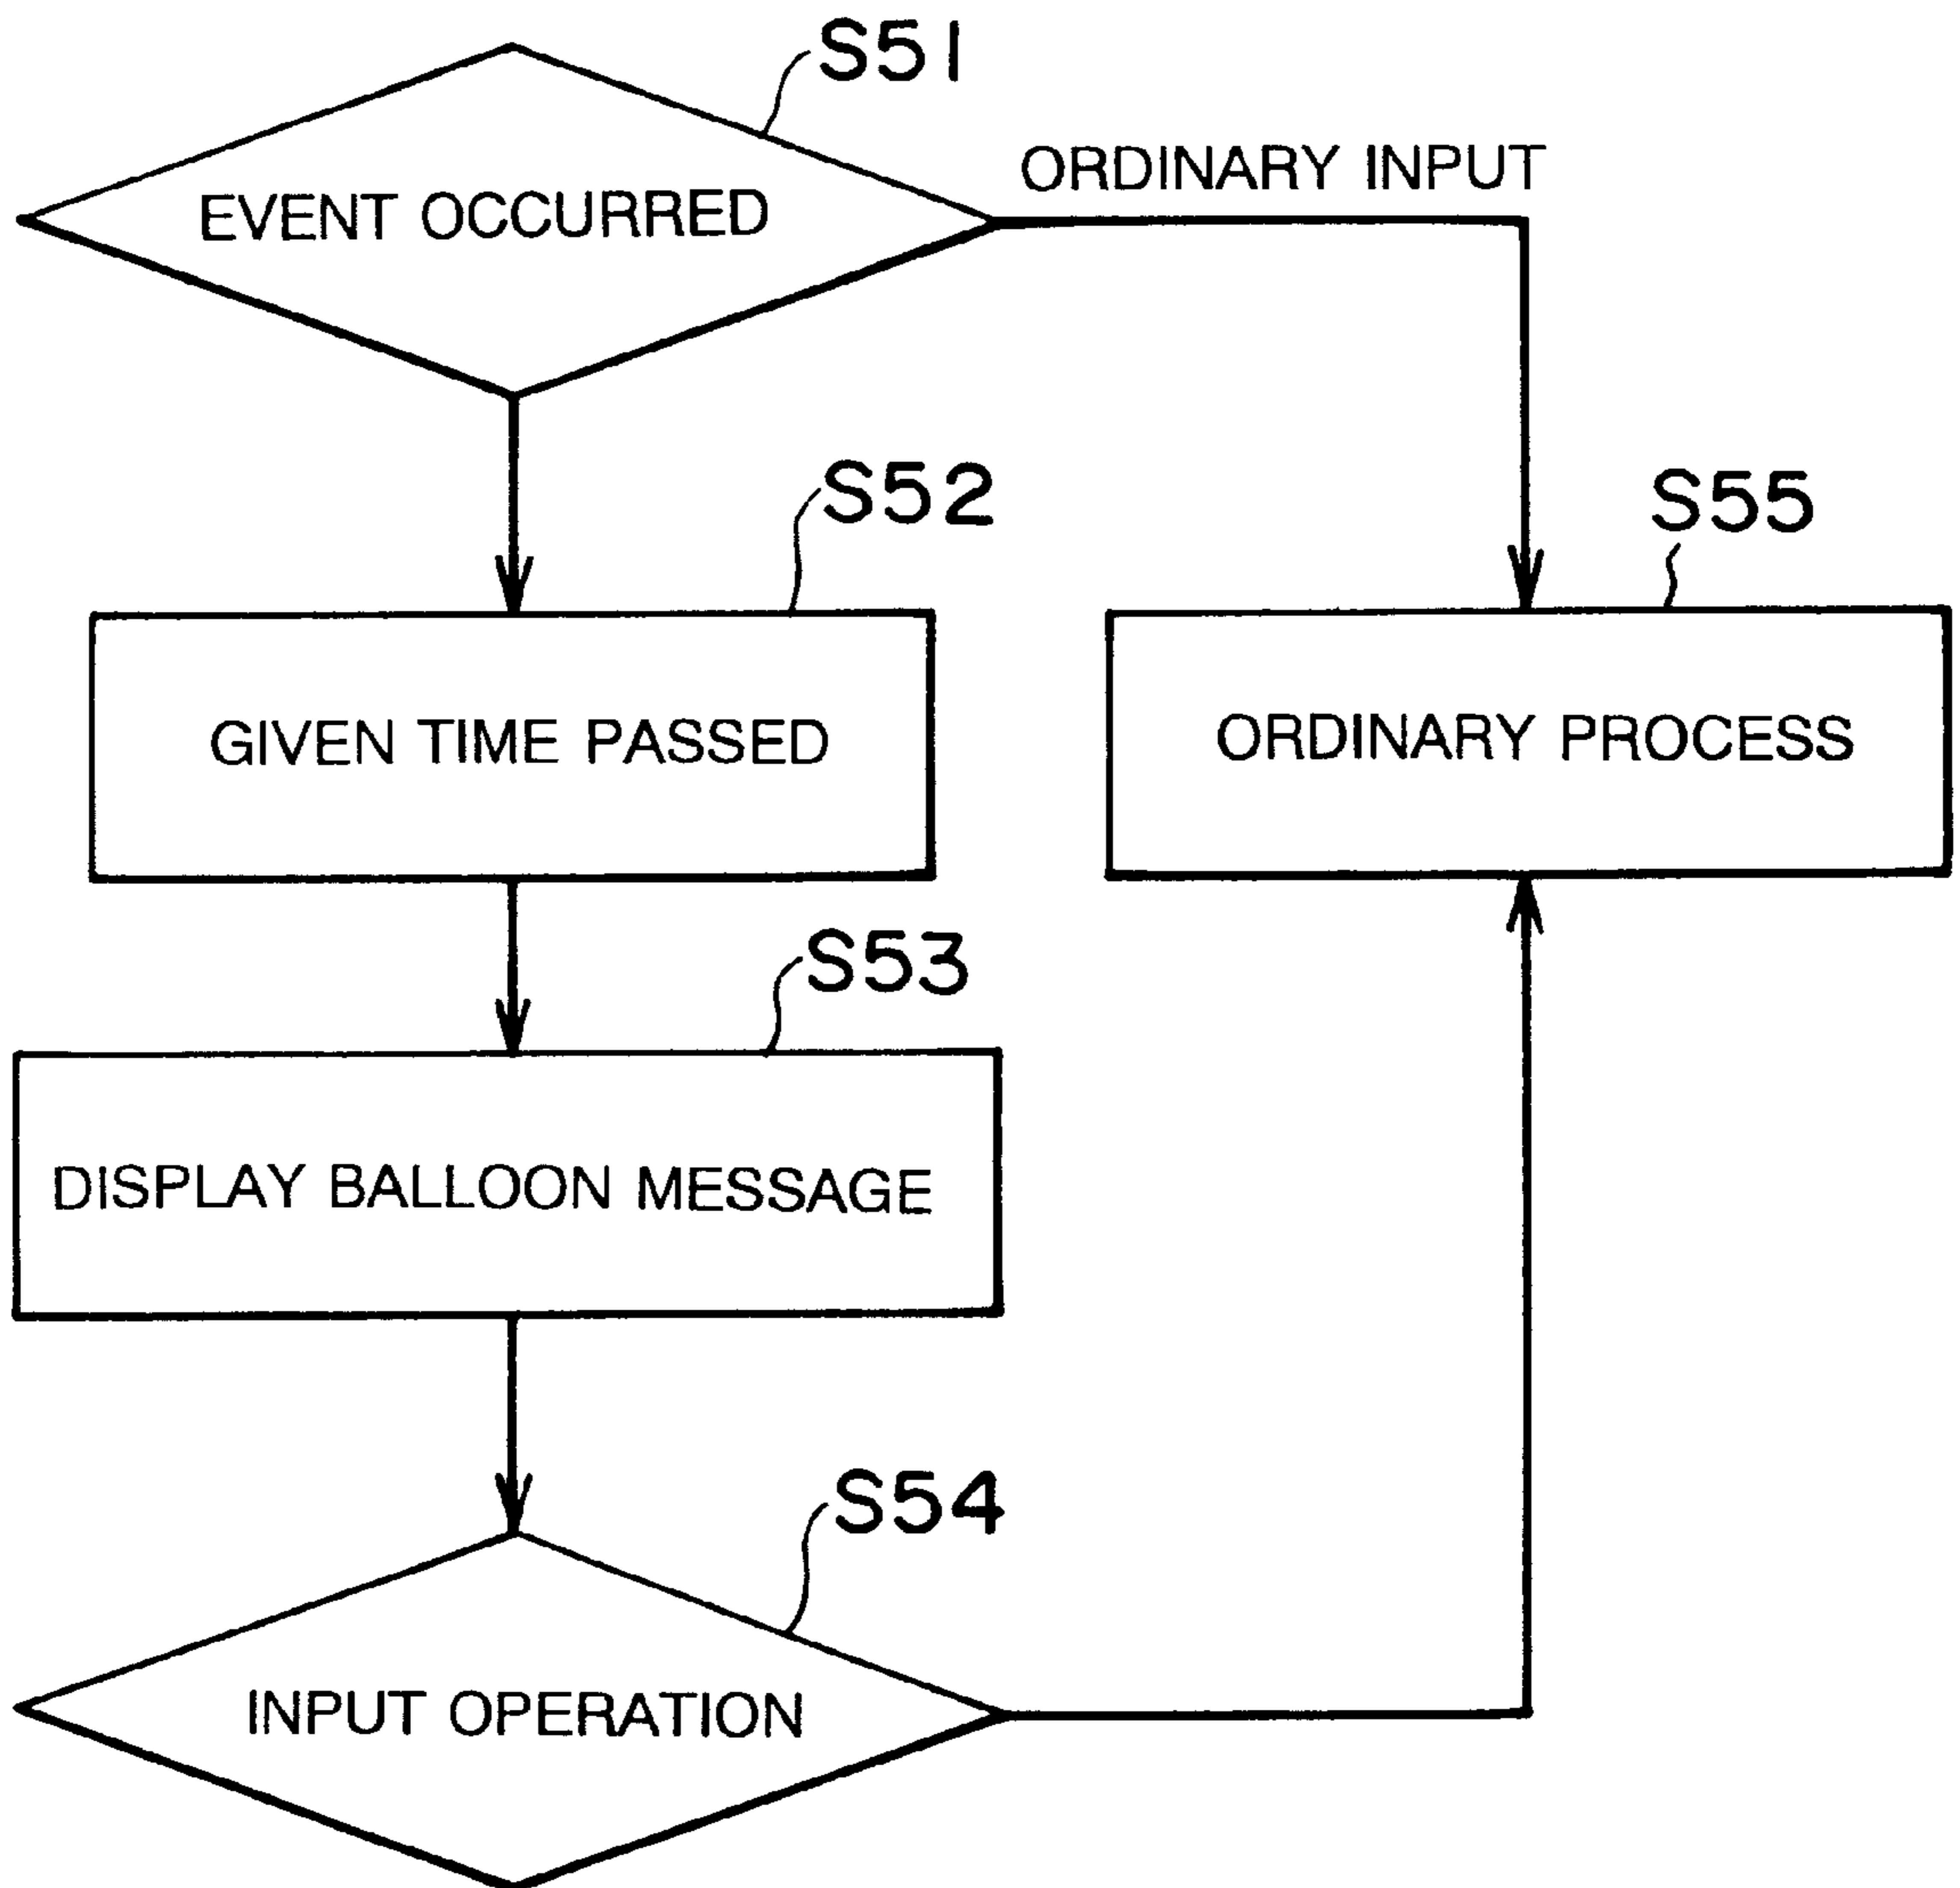 S51
ORDINARY INPUT
EVENT OCCURRED
S52
S55
GIVEN TIME PASSED
ORDINARY PROCESS
S53
DISPLAY BALLOON MESSAGE
S54
INPUT OPERATION